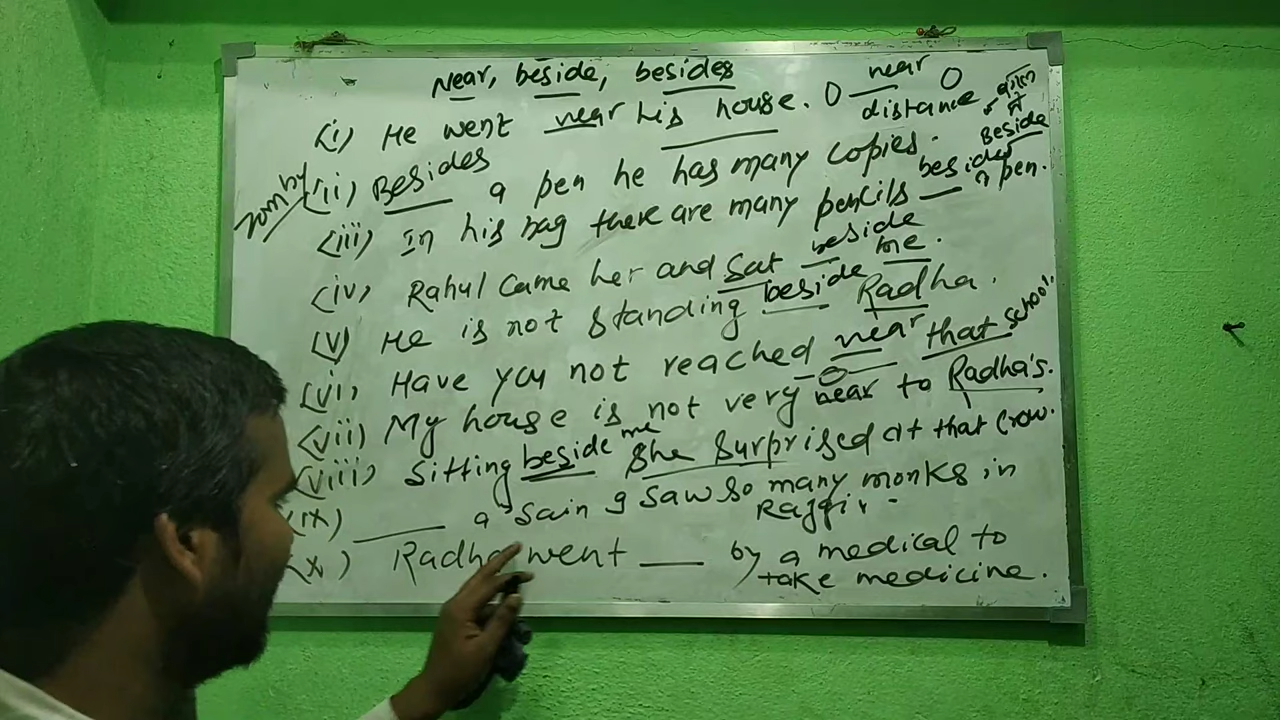 Near, beside, besides
(i) He went near his house. O near O
distance
Beside
(ii) Besides a pen he has many copies.
(iii) In his bag there are many pencils besides a pen.
(iv) Rahul came her and sat beside me.
(v) He is not standing beside Radha.
(vi) Have you not reached near that school.
(vii) My house is not very near to Radha's.
(viii) Sitting beside me she surprised at that crow.
(ix) ____ a sain I saw so many monks in
Rajgir.
(x) Radha went ____ by a medical to
take medicine.